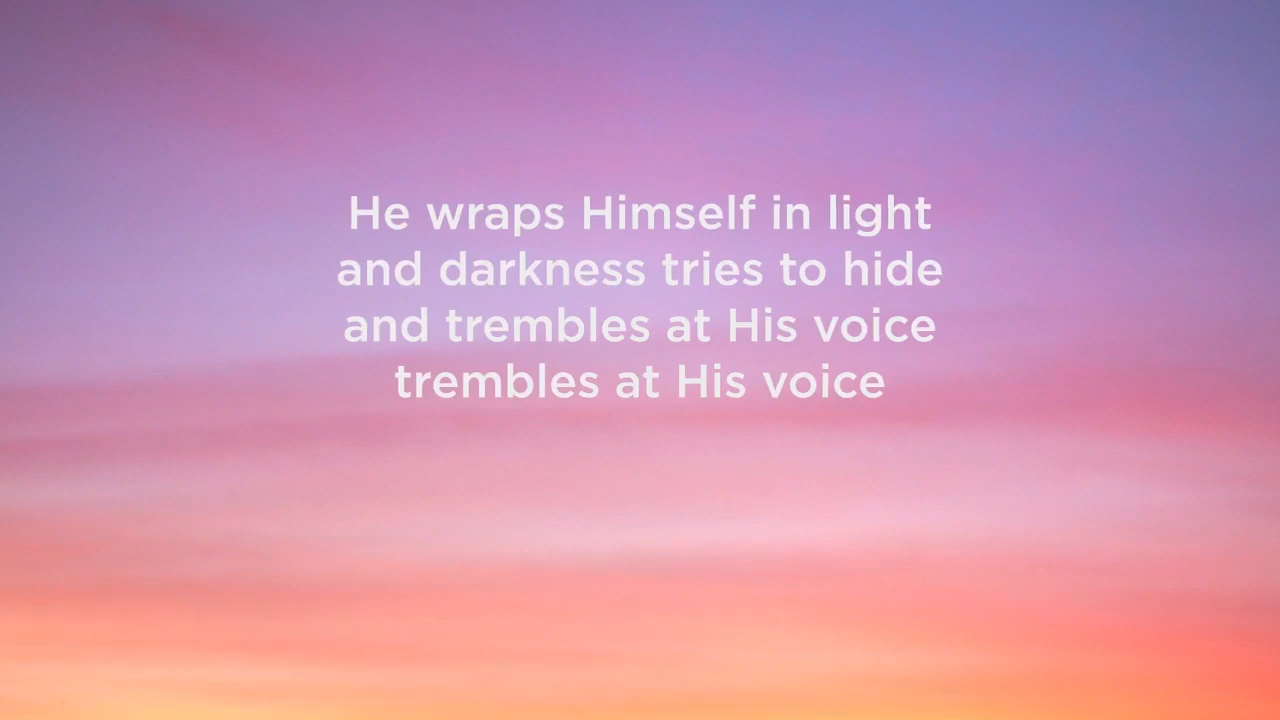 He wraps Himself in light
and darkness tries to hide
and trembles at His voice
trembles at His voice